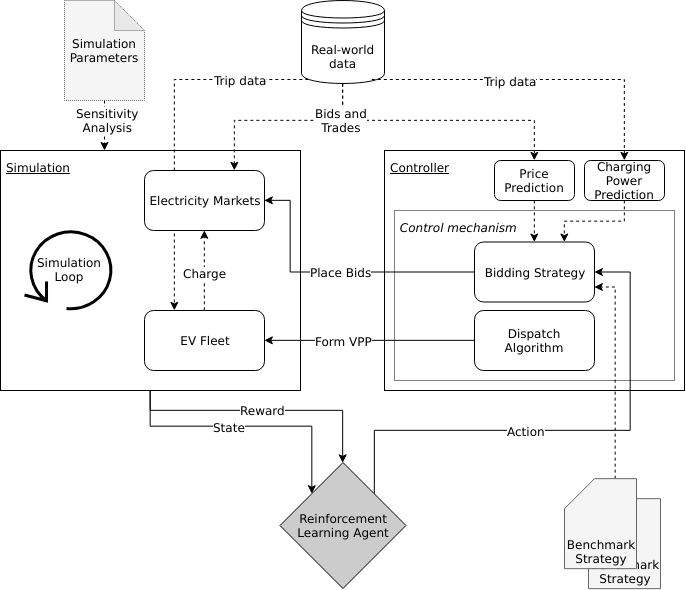 Simulation
Parameters
Real-world
data
Trip data
Trip data
Sensitivity
Analysis
Bids and
Trades
Simulation
Controller
Price
Prediction
Charging
Power
Prediction
Electricity Markets
Control mechanism
Simulation
Loop
Charge
Place Bids
Bidding Strategy
EV Fleet
Form VPP
Dispatch
Algorithm
Reward
State
Action
Reinforcement
Learning Agent
Benchmark
Strategy
mark
Strategy